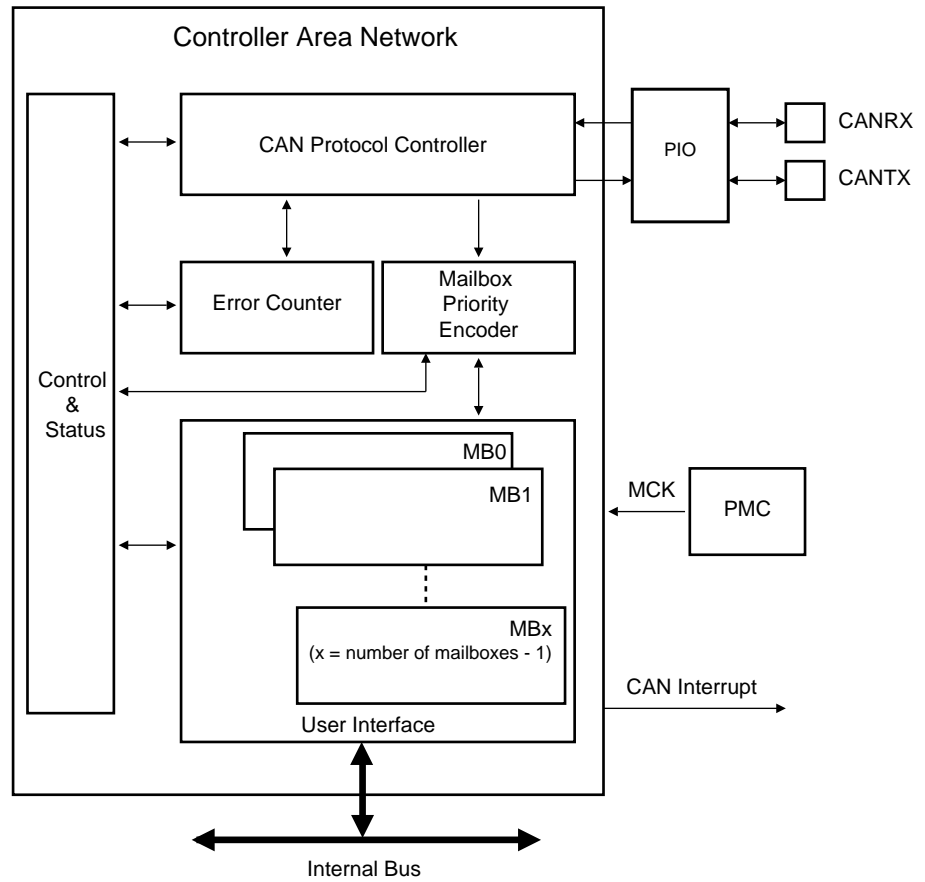 Controller Area Network
CAN Protocol Controller
PIO
CANRX
CANTX
Error Counter
Mailbox
Priority
Encoder
Control
&
Status
MB0
MB1
MCK
PMC
MBx
(x = number of mailboxes - 1)
CAN Interrupt
User Interface
Internal Bus